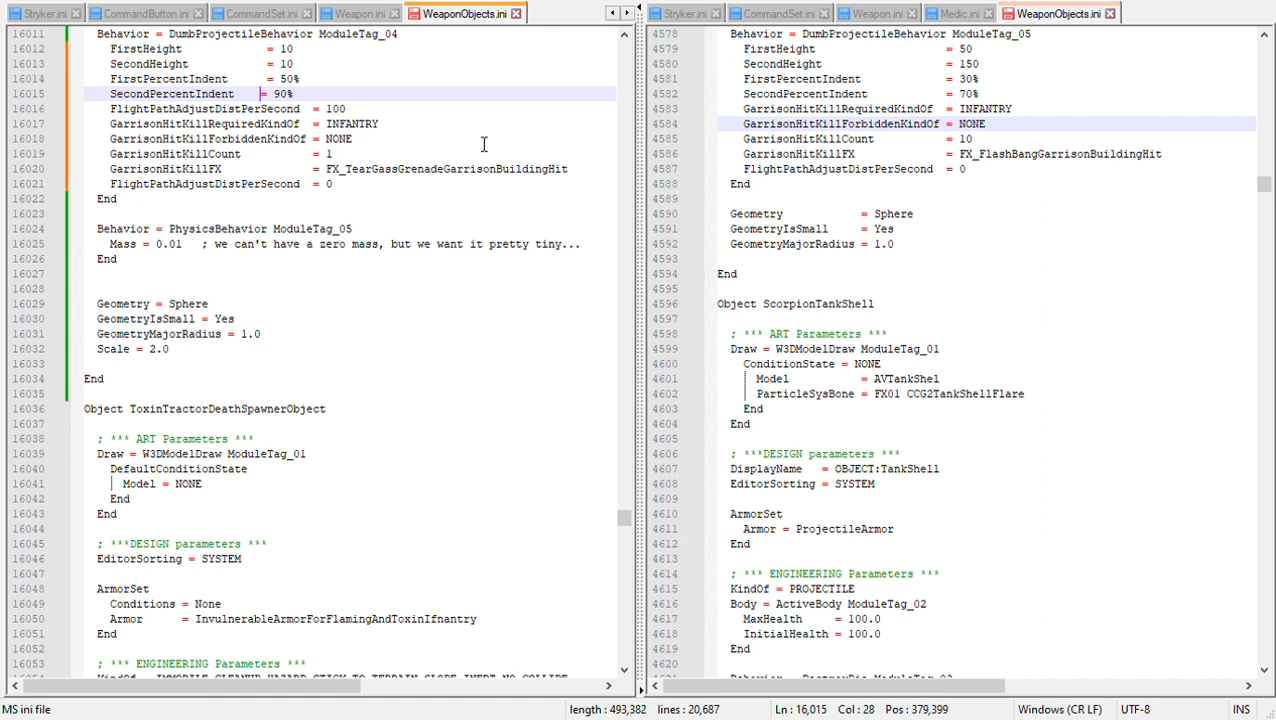 Stryker.ini CommandButton.ini CommandSet.ini Weapon.ini WeaponObjects.ini
16011 Behavior = DumbProjectileBehavior ModuleTag_04
16012 FirstHeight = 10
16013 SecondHeight = 10
16014 FirstPercentIndent = 50%
16015 SecondPercentIndent = 90%
16016 FlightPathAdjustDistPerSecond = 100
16017 GarrisonHitKillRequiredKindOf = INFANTRY
16018 GarrisonHitKillForbiddenKindOf = NONE
16019 GarrisonHitKillCount = 1
16020 GarrisonHitKillFX = FX_TearGassGrenadeGarrisonBuildingHit
16021 FlightPathAdjustDistPerSecond = 0
16022 End
16023
16024 Behavior = PhysicsBehavior ModuleTag_05
16025 Mass = 0.01 ; we can't have a zero mass, but we want it pretty tiny...
16026 End
16027
16028
16029 Geometry = Sphere
16030 GeometryIsSmall = Yes
16031 GeometryMajorRadius = 1.0
16032 Scale = 2.0
16033
16034 End
16035
16036 Object ToxinTractorDeathSpawnerObject
16037
16038 ; *** ART Parameters ***
16039 Draw = W3DModelDraw ModuleTag_01
16040 DefaultConditionState
16041 Model = NONE
16042 End
16043 End
16044
16045 ; ***DESIGN parameters ***
16046 EditorSorting = SYSTEM
16047
16048 ArmorSet
16049 Conditions = None
16050 Armor = InvulnerableArmorForFlamingAndToxinIfnantry
16051 End
16052
16053 ; *** ENGINEERING Parameters ***
Stryker.ini CommandSet.ini Weapon.ini Medic.ini WeaponObjects.ini
4578 Behavior = DumbProjectileBehavior ModuleTag_05
4579 FirstHeight = 50
4580 SecondHeight = 150
4581 FirstPercentIndent = 30%
4582 SecondPercentIndent = 70%
4583 GarrisonHitKillRequiredKindOf = INFANTRY
4584 GarrisonHitKillForbiddenKindOf = NONE
4585 GarrisonHitKillCount = 10
4586 GarrisonHitKillFX = FX_FlashBangGarrisonBuildingHit
4587 FlightPathAdjustDistPerSecond = 0
4588 End
4589
4590 Geometry = Sphere
4591 GeometryIsSmall = Yes
4592 GeometryMajorRadius = 1.0
4593
4594 End
4595
4596 Object ScorpionTankShell
4597
4598 ; *** ART Parameters ***
4599 Draw = W3DModelDraw ModuleTag_01
4600 ConditionState = NONE
4601 Model = AVTankShel
4602 ParticleSysBone = FX01 CCG2TankShellFlare
4603 End
4604 End
4605
4606 ; ***DESIGN parameters ***
4607 DisplayName = OBJECT:TankShell
4608 EditorSorting = SYSTEM
4609
4610 ArmorSet
4611 Armor = ProjectileArmor
4612 End
4613
4614 ; *** ENGINEERING Parameters ***
4615 KindOf = PROJECTILE
4616 Body = ActiveBody ModuleTag_02
4617 MaxHealth = 100.0
4618 InitialHealth = 100.0
4619 End
4620
MS ini file length : 493,382 lines : 20,687 Ln : 16,015 Col : 28 Pos : 379,399 Windows (CR LF) UTF-8 INS